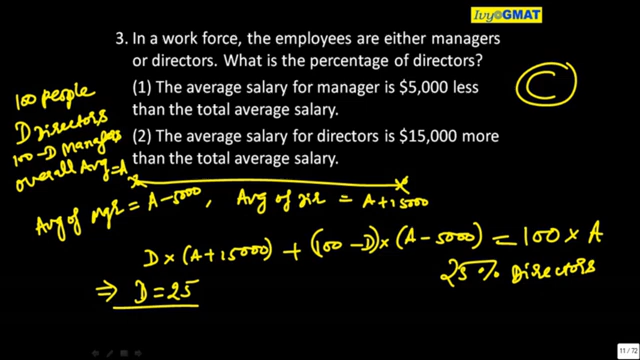 Ivy@GMAT
3. In a work force, the employees are either managers
or directors. What is the percentage of directors?
(1) The average salary for manager is $5,000 less
than the total average salary.
(2) The average salary for directors is $15,000 more
than the total average salary.
C
100 people
D Directors
100-D Managers
overall Avg = A
Avg of mgr = A-5000, Avg of dir = A+15000
D × (A+15000) + (100-D) × (A-5000) = 100 × A
⇒ D = 25
25% Directors
11 / 72